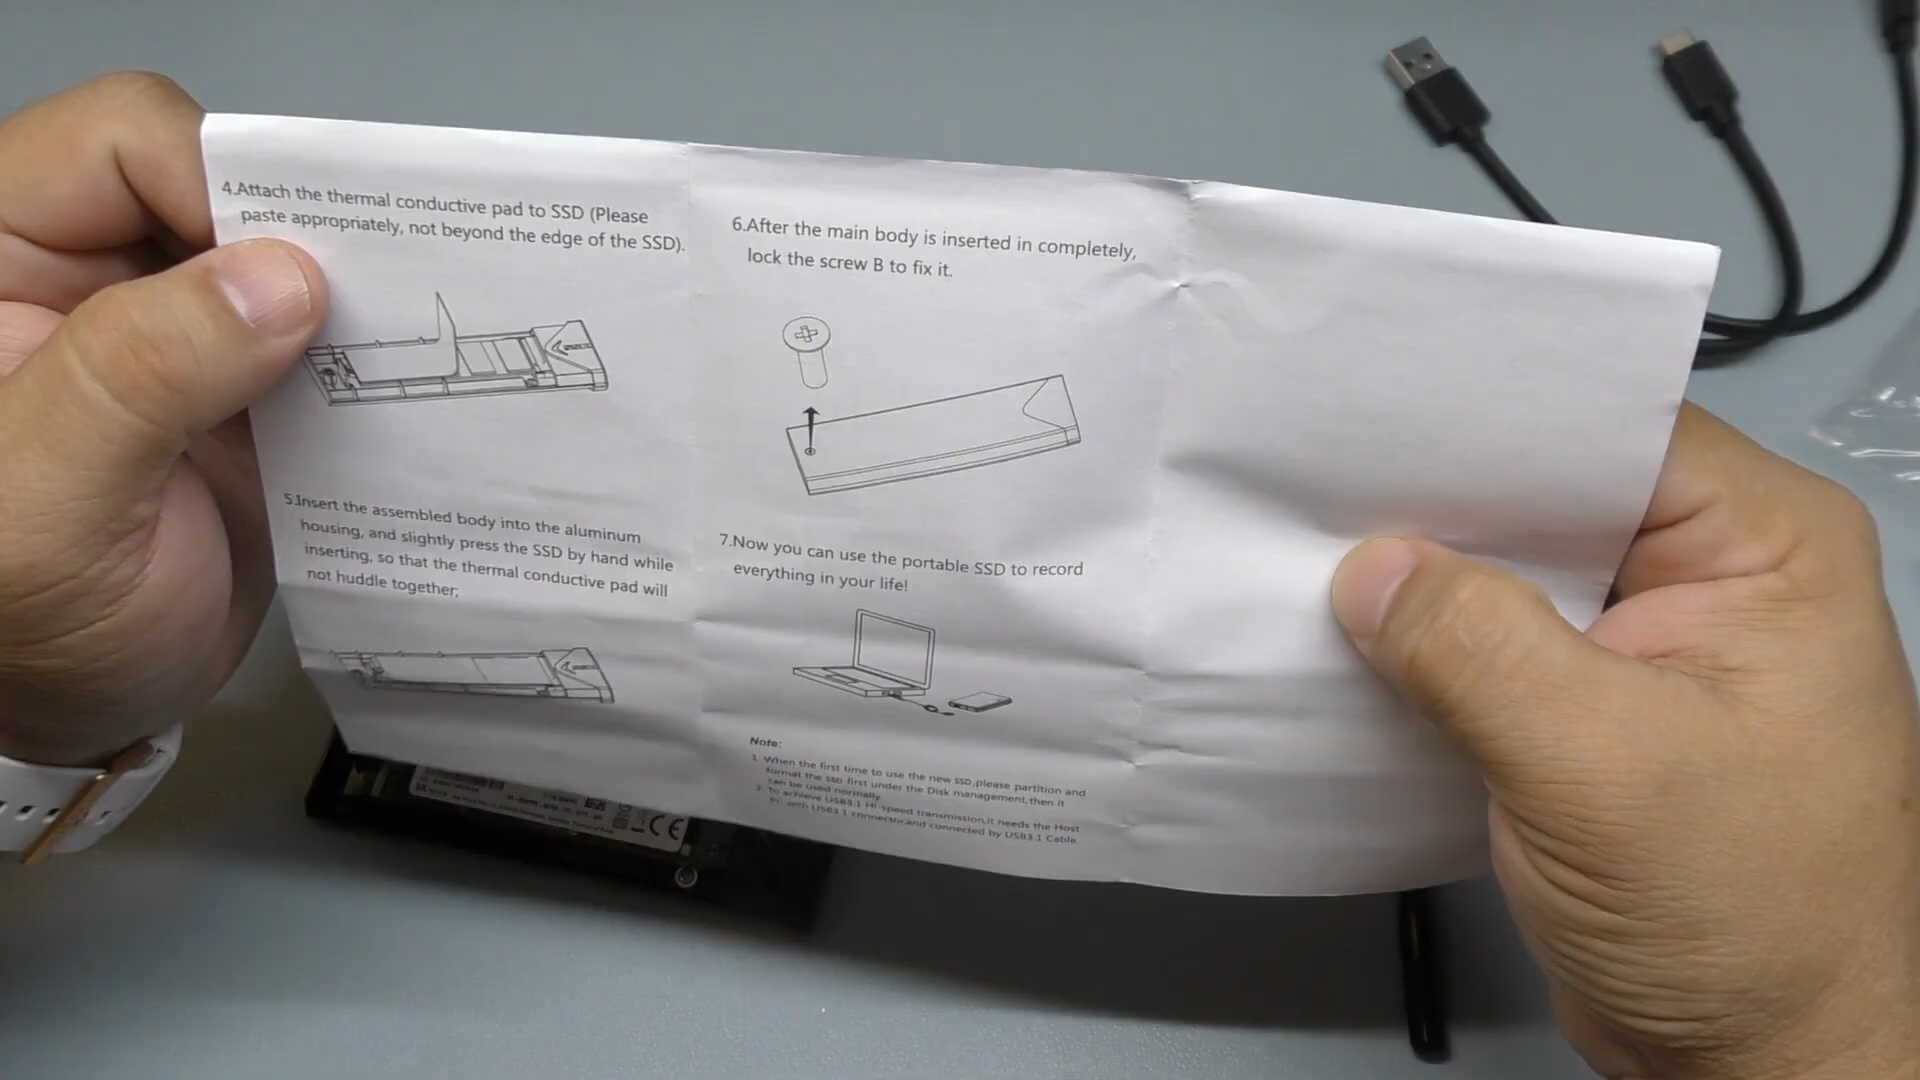 4.Attach the thermal conductive pad to SSD (Please
paste appropriately, not beyond the edge of the SSD).
5.Insert the assembled body into the aluminum
housing, and slightly press the SSD by hand while
inserting, so that the thermal conductive pad will
not huddle together;
6.After the main body is inserted in completely,
lock the screw B to fix it.
7.Now you can use the portable SSD to record
everything in your life!
Note:
1. When the first time to use the new SSD,please partition and
format the SSD first under the Disk management,then it
can be used normally
2. To achieve USB3.1 Hi-speed transmission,it needs the Host
PC with USB3.1 connector,and connected by USB3.1 Cable
CE